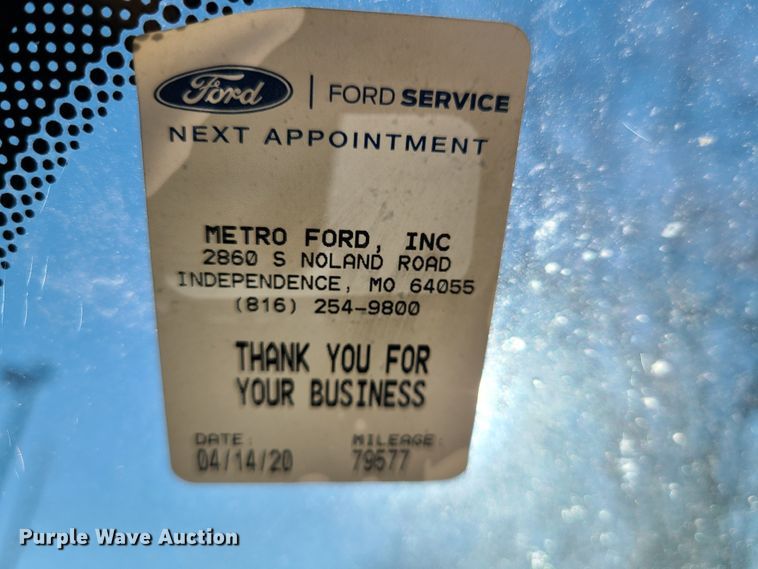 Ford | FORD SERVICE
NEXT APPOINTMENT
METRO FORD, INC
2860 S NOLAND ROAD
INDEPENDENCE, MO 64055
(816) 254-9800
THANK YOU FOR
YOUR BUSINESS
DATE: MILEAGE:
04/14/20 79577
Purple Wave Auction